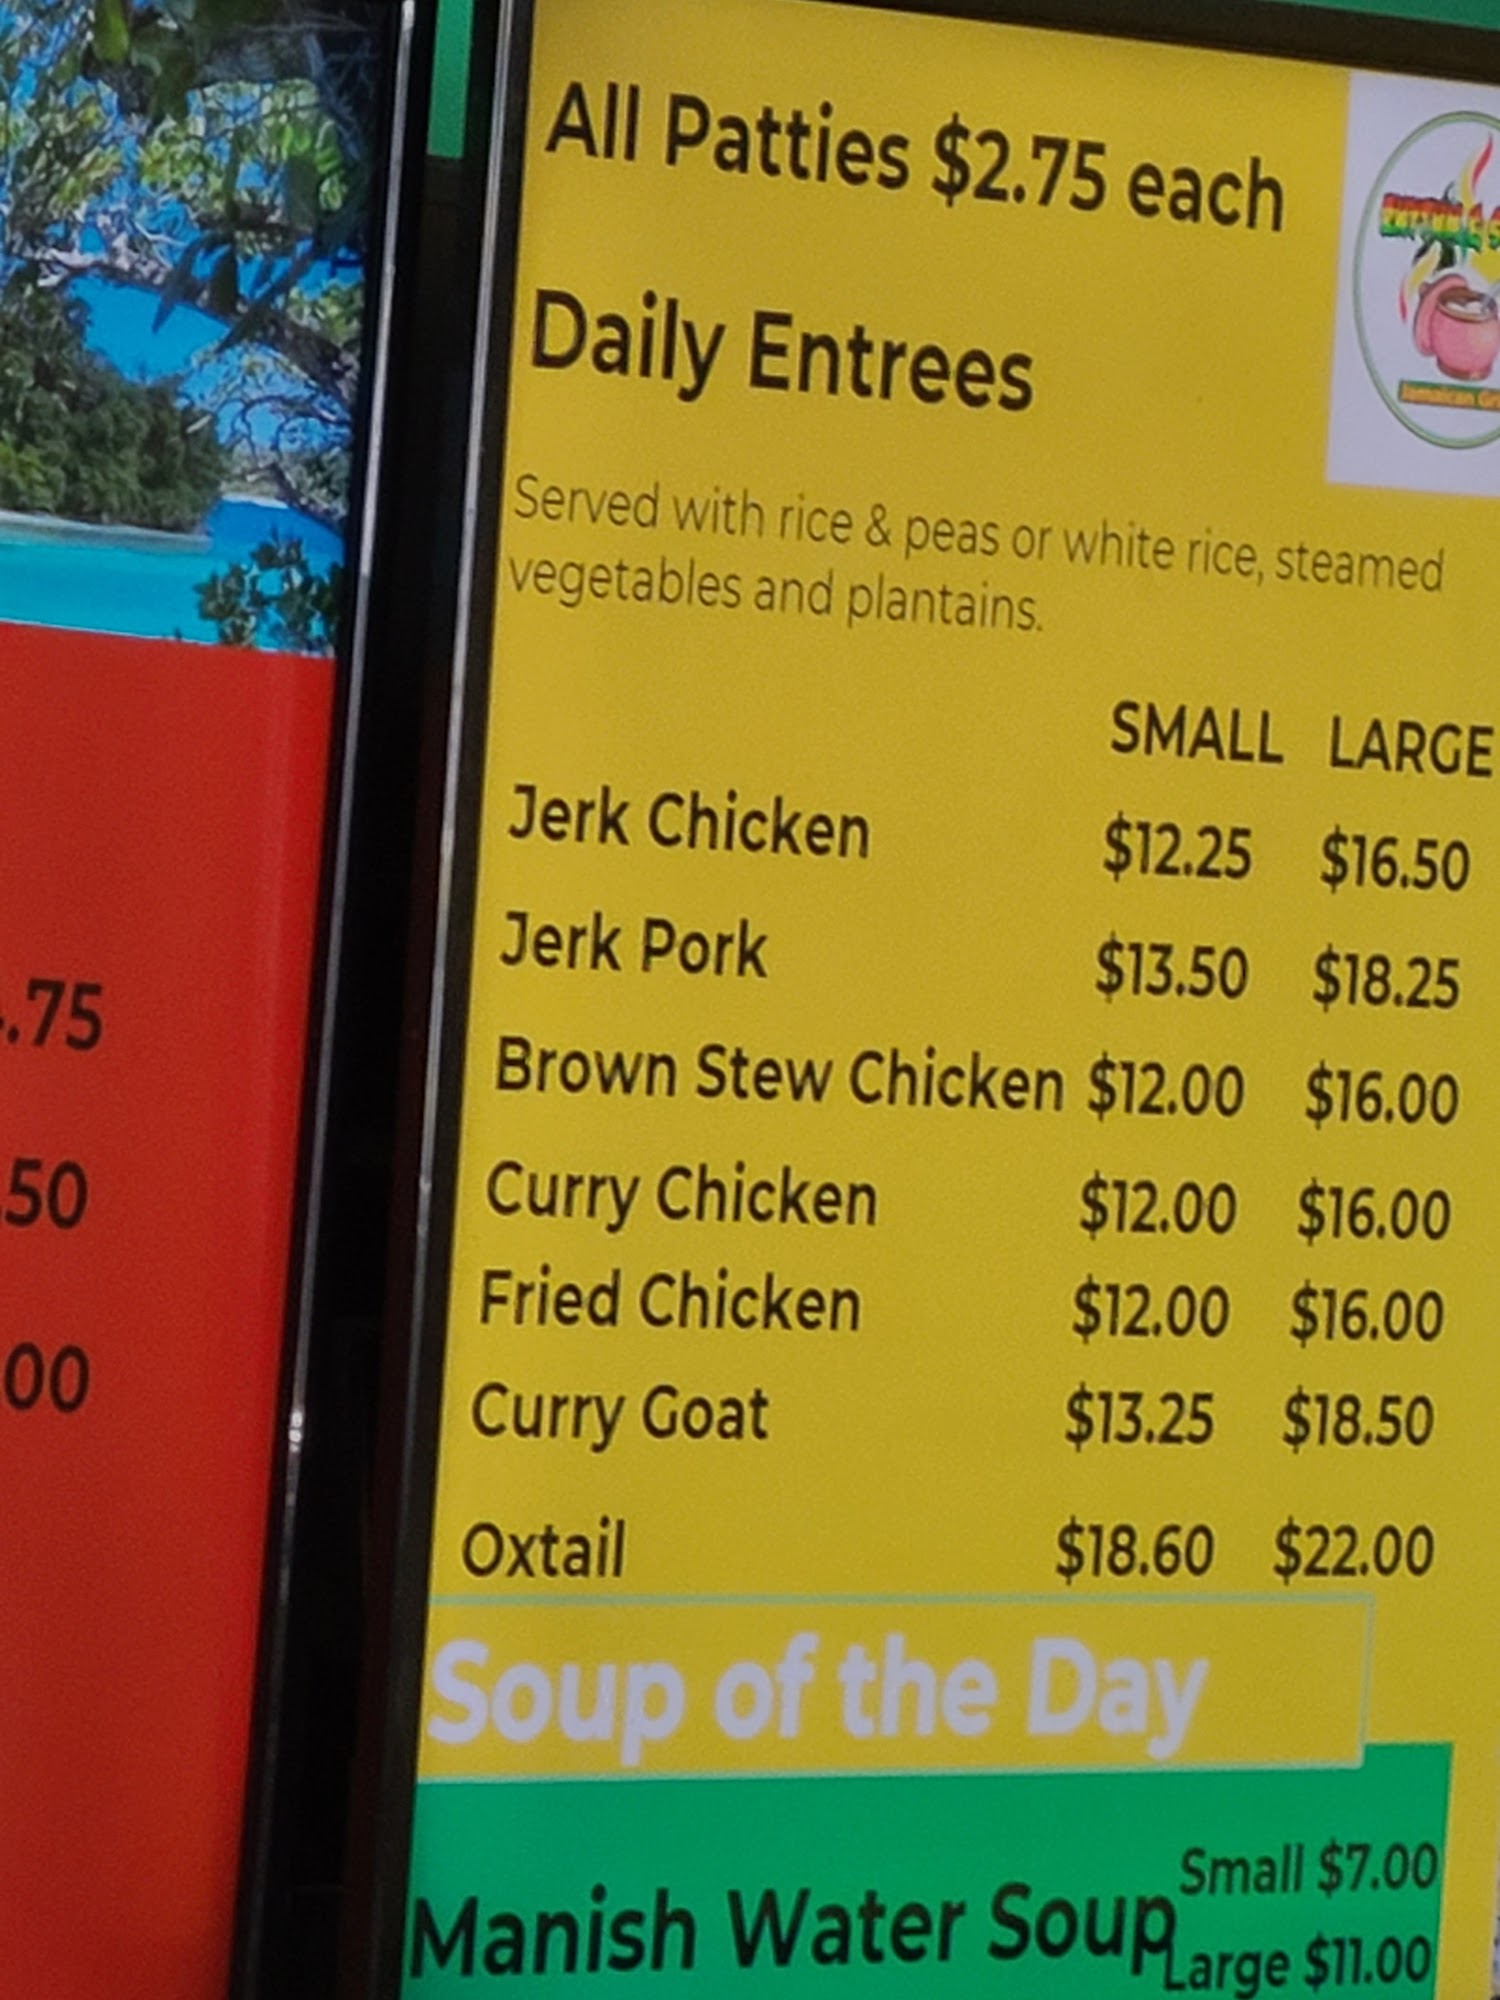 All Patties $2.75 each
Daily Entrees
Served with rice & peas or white rice, steamed
vegetables and plantains.
SMALL LARGE
Jerk Chicken $12.25 $16.50
Jerk Pork $13.50 $18.25
Brown Stew Chicken $12.00 $16.00
Curry Chicken $12.00 $16.00
Fried Chicken $12.00 $16.00
Curry Goat $13.25 $18.50
Oxtail $18.60 $22.00
Soup of the Day
Manish Water Soup
Small $7.00
Large $11.00
Jamaican
.75
.50
00